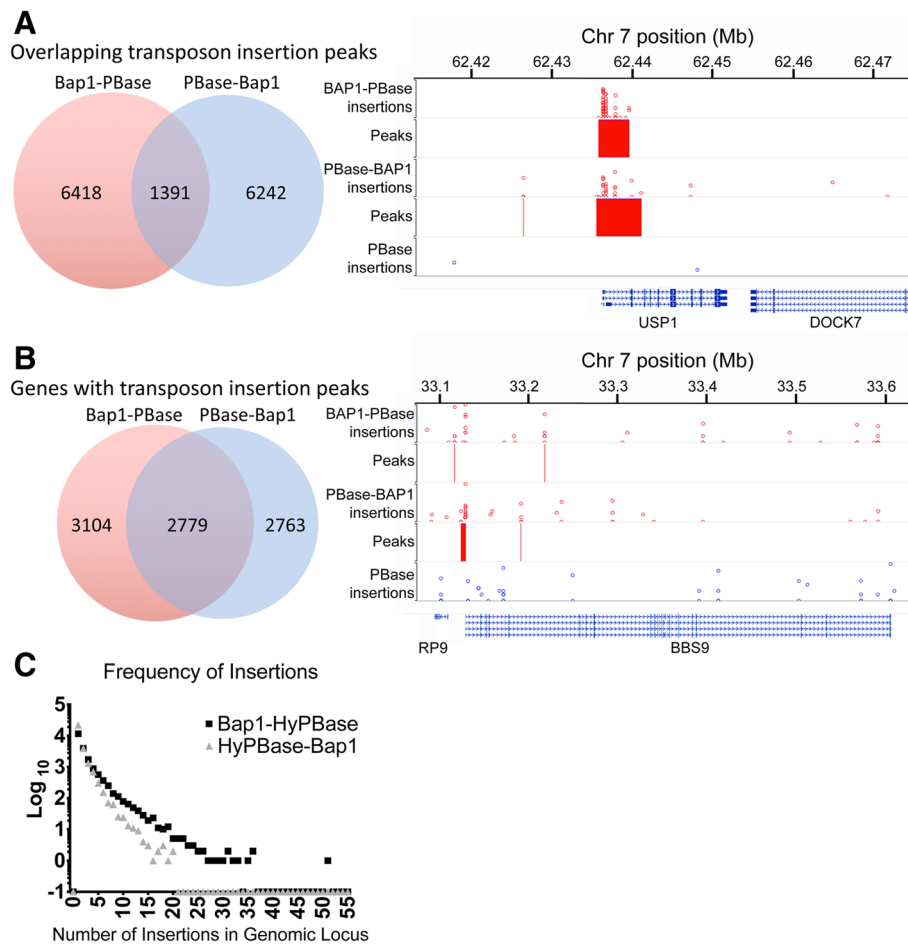 A
Overlapping transposon insertion peaks
Bap1-PBase
PBase-Bap1
6418
1391
6242
Chr 7 position (Mb)
62.42
62.43
62.44
62.45
62.46
62.47
BAP1-PBase
insertions
Peaks
PBase-BAP1
insertions
Peaks
PBase
insertions
USP1
DOCK7
B
Genes with transposon insertion peaks
Bap1-PBase
PBase-Bap1
3104
2779
2763
Chr 7 position (Mb)
33.1
33.2
33.3
33.4
33.5
33.6
BAP1-PBase
insertions
Peaks
PBase-BAP1
insertions
Peaks
PBase
insertions
RP9
BBS9
C
Frequency of Insertions
Bap1-HyPBase
HyPBase-Bap1
Log 10
5
4
3
2
1
0
-1
0
5
10
15
20
25
30
35
40
45
50
55
Number of Insertions in Genomic Locus